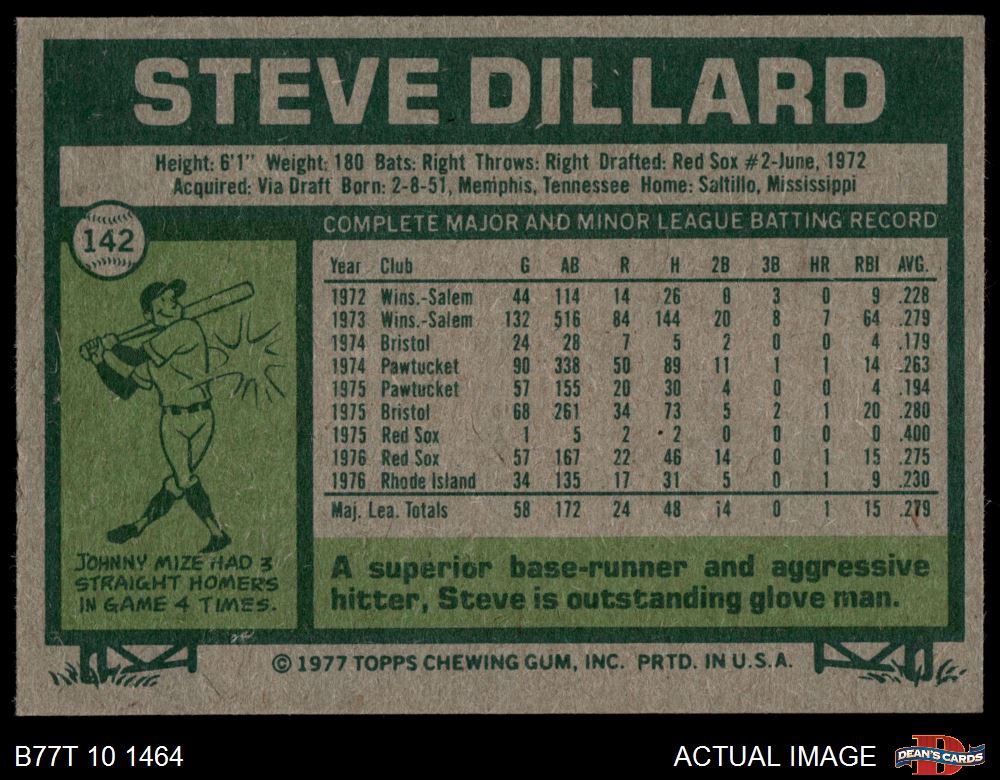 STEVE DILLARD
Height: 6'1" Weight: 180 Bats: Right Throws: Right Drafted: Red Sox #2-June, 1972
Acquired: Via Draft Born: 2-8-51, Memphis, Tennessee Home: Saltillo, Mississippi
142
COMPLETE MAJOR AND MINOR LEAGUE BATTING RECORD
Year Club G AB R H 2B 3B HR RBI AVG.
1972 Wins.-Salem 44 114 14 26 0 3 0 9 .228
1973 Wins.-Salem 132 516 84 144 20 8 7 64 .279
1974 Bristol 24 28 7 5 2 0 0 4 .179
1974 Pawtucket 90 338 50 89 11 1 1 14 .263
1975 Pawtucket 57 155 20 30 4 0 0 4 .194
1975 Bristol 68 261 34 73 5 2 1 20 .280
1975 Red Sox 1 5 2 2 0 0 0 0 .400
1976 Red Sox 57 167 22 46 14 0 1 15 .275
1976 Rhode Island 34 135 17 31 5 0 1 9 .230
Maj. Lea. Totals 58 172 24 48 14 0 1 15 .279
JOHNNY MIZE HAD 3
STRAIGHT HOMERS
IN GAME 4 TIMES.
A superior base-runner and aggressive
hitter, Steve is outstanding glove man.
© 1977 TOPPS CHEWING GUM, INC. PRTD. IN U.S.A.
B77T 10 1464
ACTUAL IMAGE
D
DEAN'S CARDS